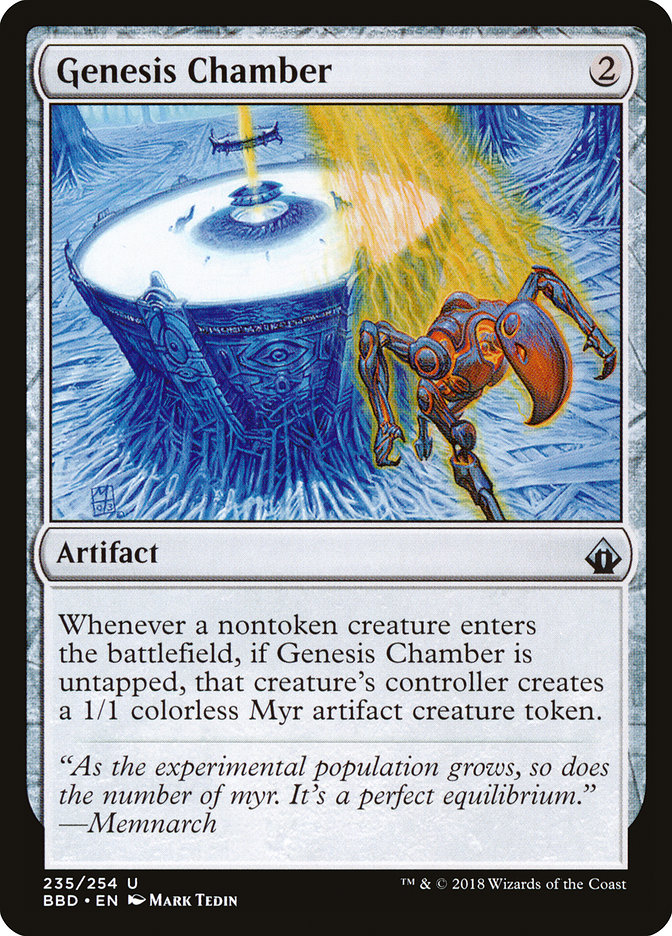 Genesis Chamber 2
Artifact
Whenever a nontoken creature enters
the battlefield, if Genesis Chamber is
untapped, that creature's controller creates
a 1/1 colorless Myr artifact creature token.
“As the experimental population grows, so does
the number of myr. It's a perfect equilibrium.”
—Memnarch
235/254 U
BBD • EN Mark Tedin
™ & © 2018 Wizards of the Coast